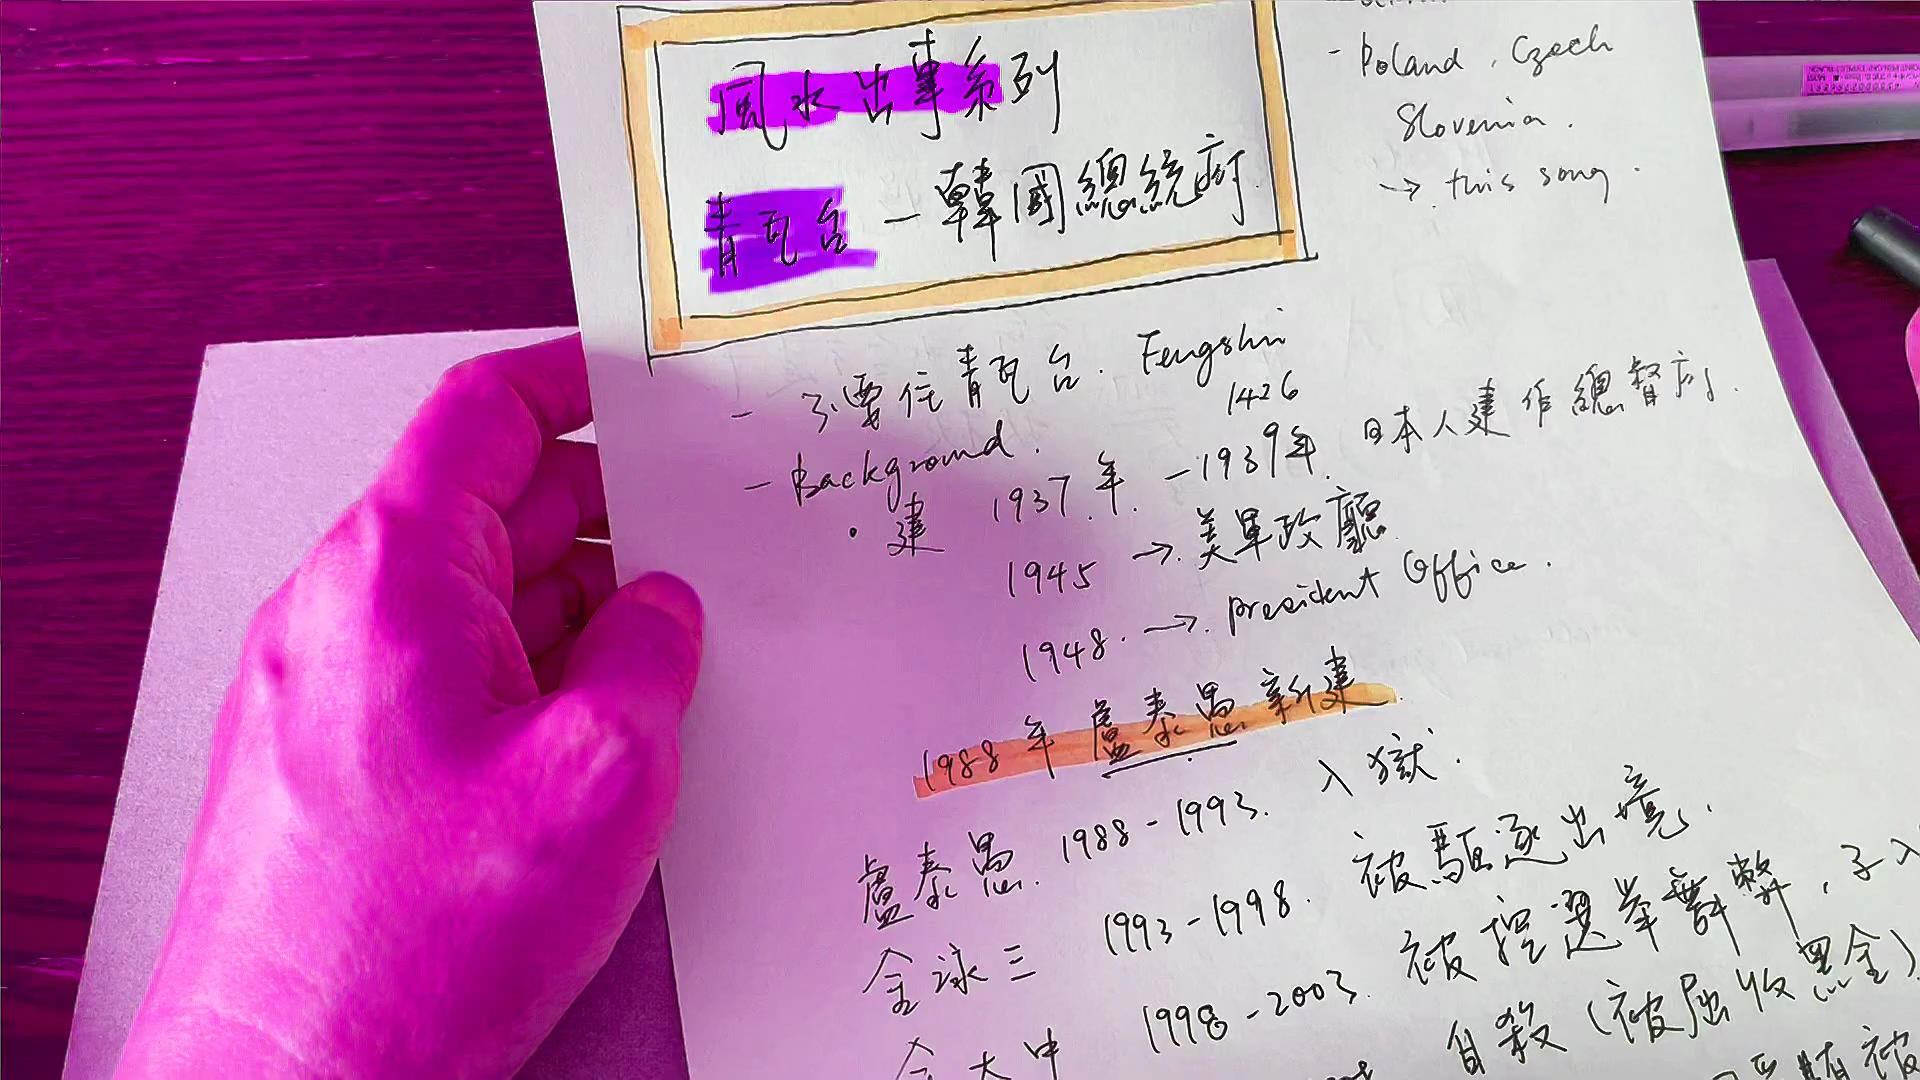 風水出事系列
青瓦台 - 韓國總統府
- Poland, Czech
Slovenia.
→ this song.
- 不要住青瓦台. Fengshui
1426
- Background.
· 建 1937年. - 1939年. 日本人建作總督府.
1945 → 美軍政廳
1948. → President Office.
1988年 盧泰愚 新建
盧泰愚. 1988 - 1993. 入獄.
金泳三 1993 - 1998. 被驅逐出境.
金大中 1998 - 2003. 被控選舉舞弊, 子入
自殺 (被屈收黑金)
被